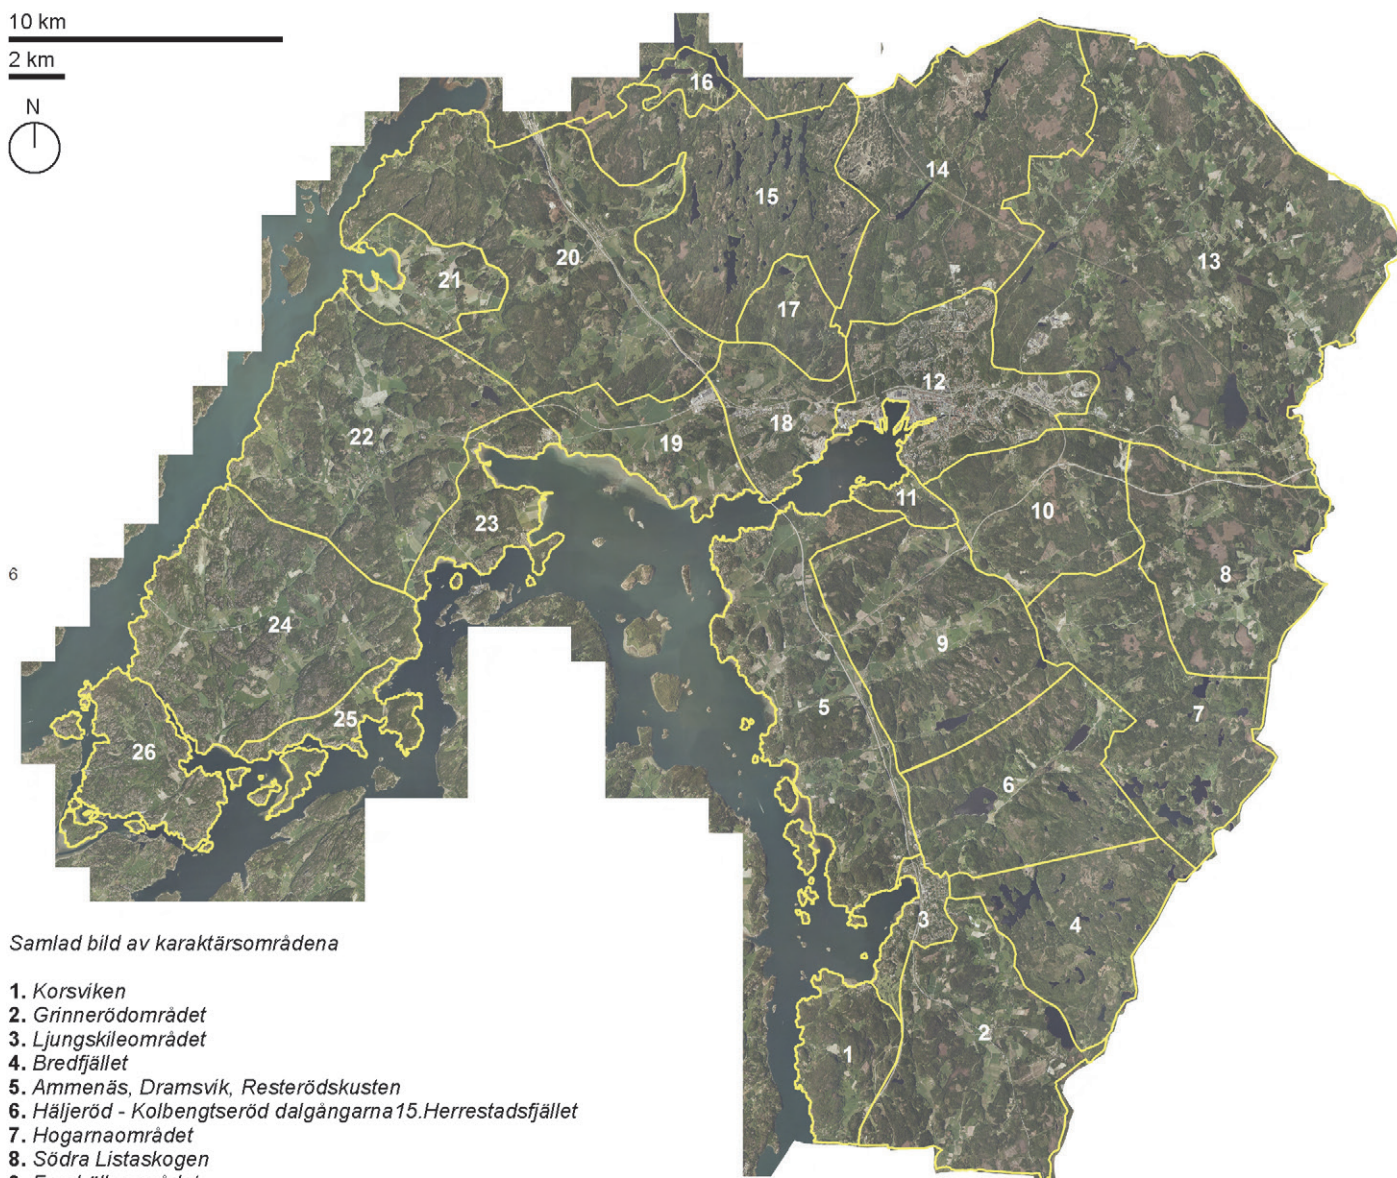 10 km
2 km
N
16
14
15
13
20
21
17
12
18
22
19
23
11
10
6
8
24
9
25
5
7
26
6
3
4
2
1
Samlad bild av karaktärsområdena
1. Korsviken
2. Grinnerödområdet
3. Ljungskileområdet
4. Bredfjället
5. Ammenäs, Dramsvik, Resterödskusten
6. Häljeröd - Kolbengtseröd dalgångarna15.Herrestadsfjället
7. Hogarnaområdet
8. Södra Listaskogen